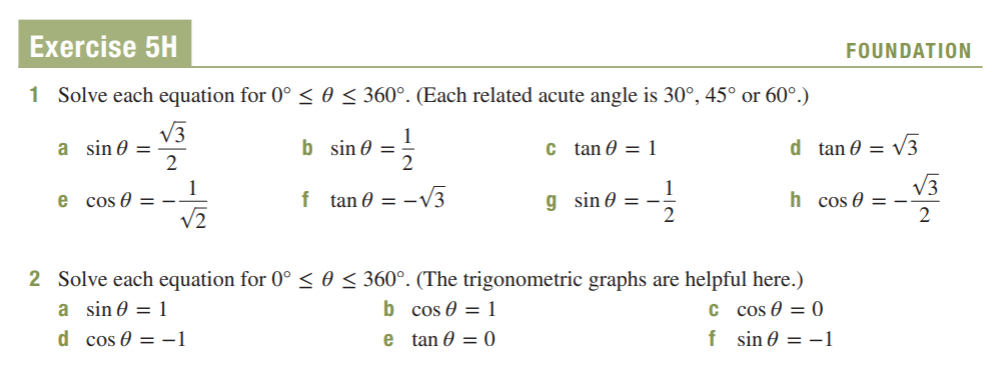 Exercise 5H
FOUNDATION
1 Solve each equation for 0° ≤ θ ≤ 360°. (Each related acute angle is 30°, 45° or 60°.)
a sin θ = √3/2 b sin θ = 1/2 c tan θ = 1 d tan θ = √3
e cos θ = −1/√2 f tan θ = −√3 g sin θ = −1/2 h cos θ = −√3/2
2 Solve each equation for 0° ≤ θ ≤ 360°. (The trigonometric graphs are helpful here.)
a sin θ = 1 b cos θ = 1 c cos θ = 0
d cos θ = −1 e tan θ = 0 f sin θ = −1